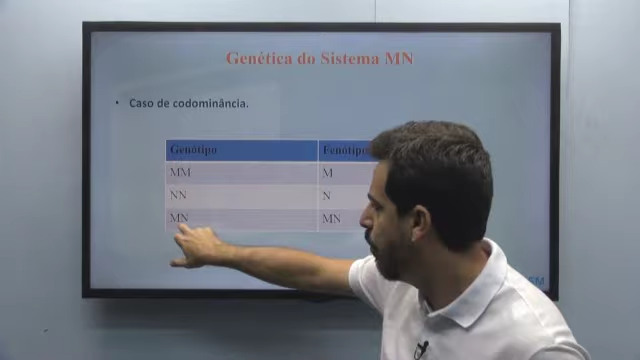 Genética do Sistema MN
• Caso de codominância.
Genótipo Fenótipo
MM M
NN N
MN MN